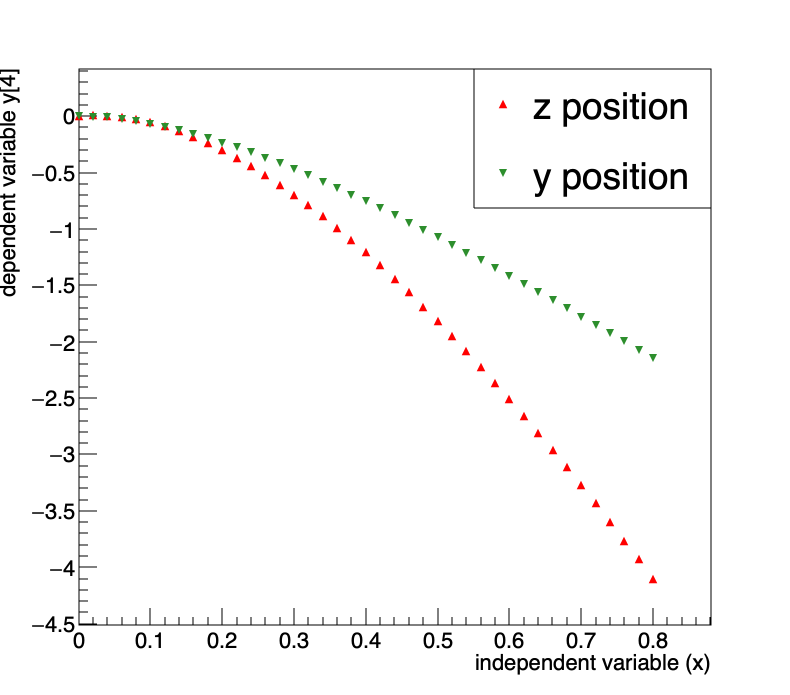 dependent variable y[4]
z position
y position
0
−0.5
−1
−1.5
−2
−2.5
−3
−3.5
−4
−4.5
0 0.1 0.2 0.3 0.4 0.5 0.6 0.7 0.8
independent variable (x)